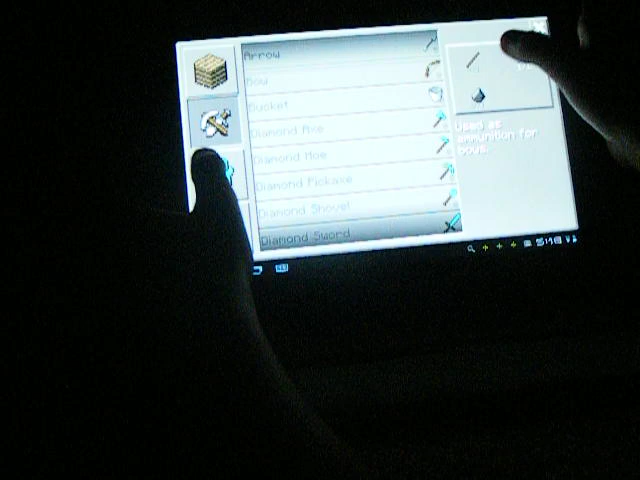 Arrow
Bow
Bucket
Diamond Axe
Diamond Hoe
Diamond Pickaxe
Diamond Shovel
Diamond Sword
Used as
ammunition for
bows.